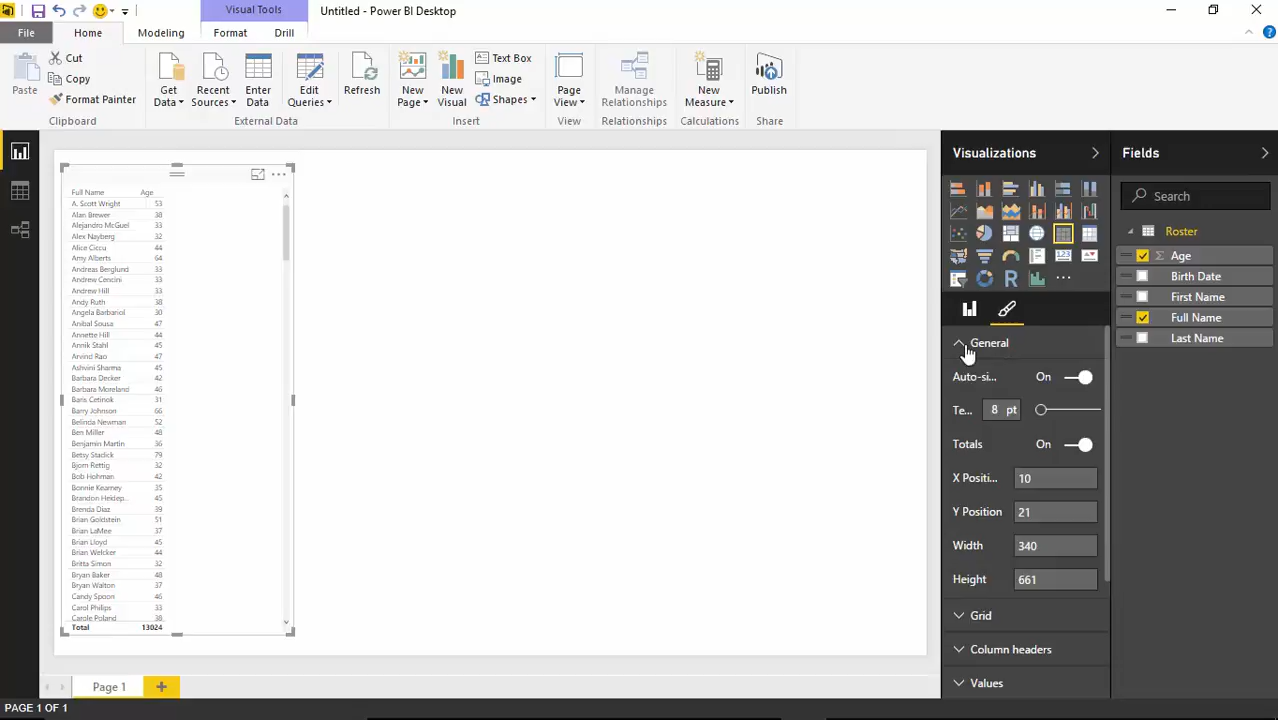 Visual Tools
Untitled - Power BI Desktop
File
Home
Modeling
Format
Drill
Paste
Cut
Copy
Format Painter
Clipboard
Get Data
Recent Sources
Enter Data
Edit Queries
Refresh
External Data
New Page
New Visual
Text Box
Image
Shapes
Insert
Page View
View
Manage Relationships
Relationships
New Measure
Calculations
Publish
Share
Full Name Age
A. Scott Wright 53
Alan Brewer 38
Alejandro McGuel 33
Alex Nayberg 32
Alice Ciccu 44
Amy Alberts 64
Andreas Berglund 33
Andrew Cencini 33
Andrew Hill 33
Andy Ruth 38
Angela Barbariol 30
Anibal Sousa 47
Annette Hill 44
Annik Stahl 45
Arvind Rao 47
Ashvini Sharma 45
Barbara Decker 42
Barbara Moreland 46
Baris Cetinok 31
Barry Johnson 66
Belinda Newman 52
Ben Miller 48
Benjamin Martin 36
Betsy Stadick 79
Bjorn Rettig 32
Bob Hohman 42
Bonnie Kearney 35
Brandon Heidep... 45
Brenda Diaz 39
Brian Goldstein 51
Brian LaMee 37
Brian Lloyd 45
Brian Welcker 44
Britta Simon 32
Bryan Baker 48
Bryan Walton 37
Candy Spoon 46
Carol Philips 33
Carole Poland 38
Total 13024
Visualizations
R
123
General
Auto-si... On
Te... 8 pt
Totals On
X Positi... 10
Y Position 21
Width 340
Height 661
Grid
Column headers
Values
Fields
Search
Roster
Σ Age
Birth Date
First Name
Full Name
Last Name
Page 1
PAGE 1 OF 1